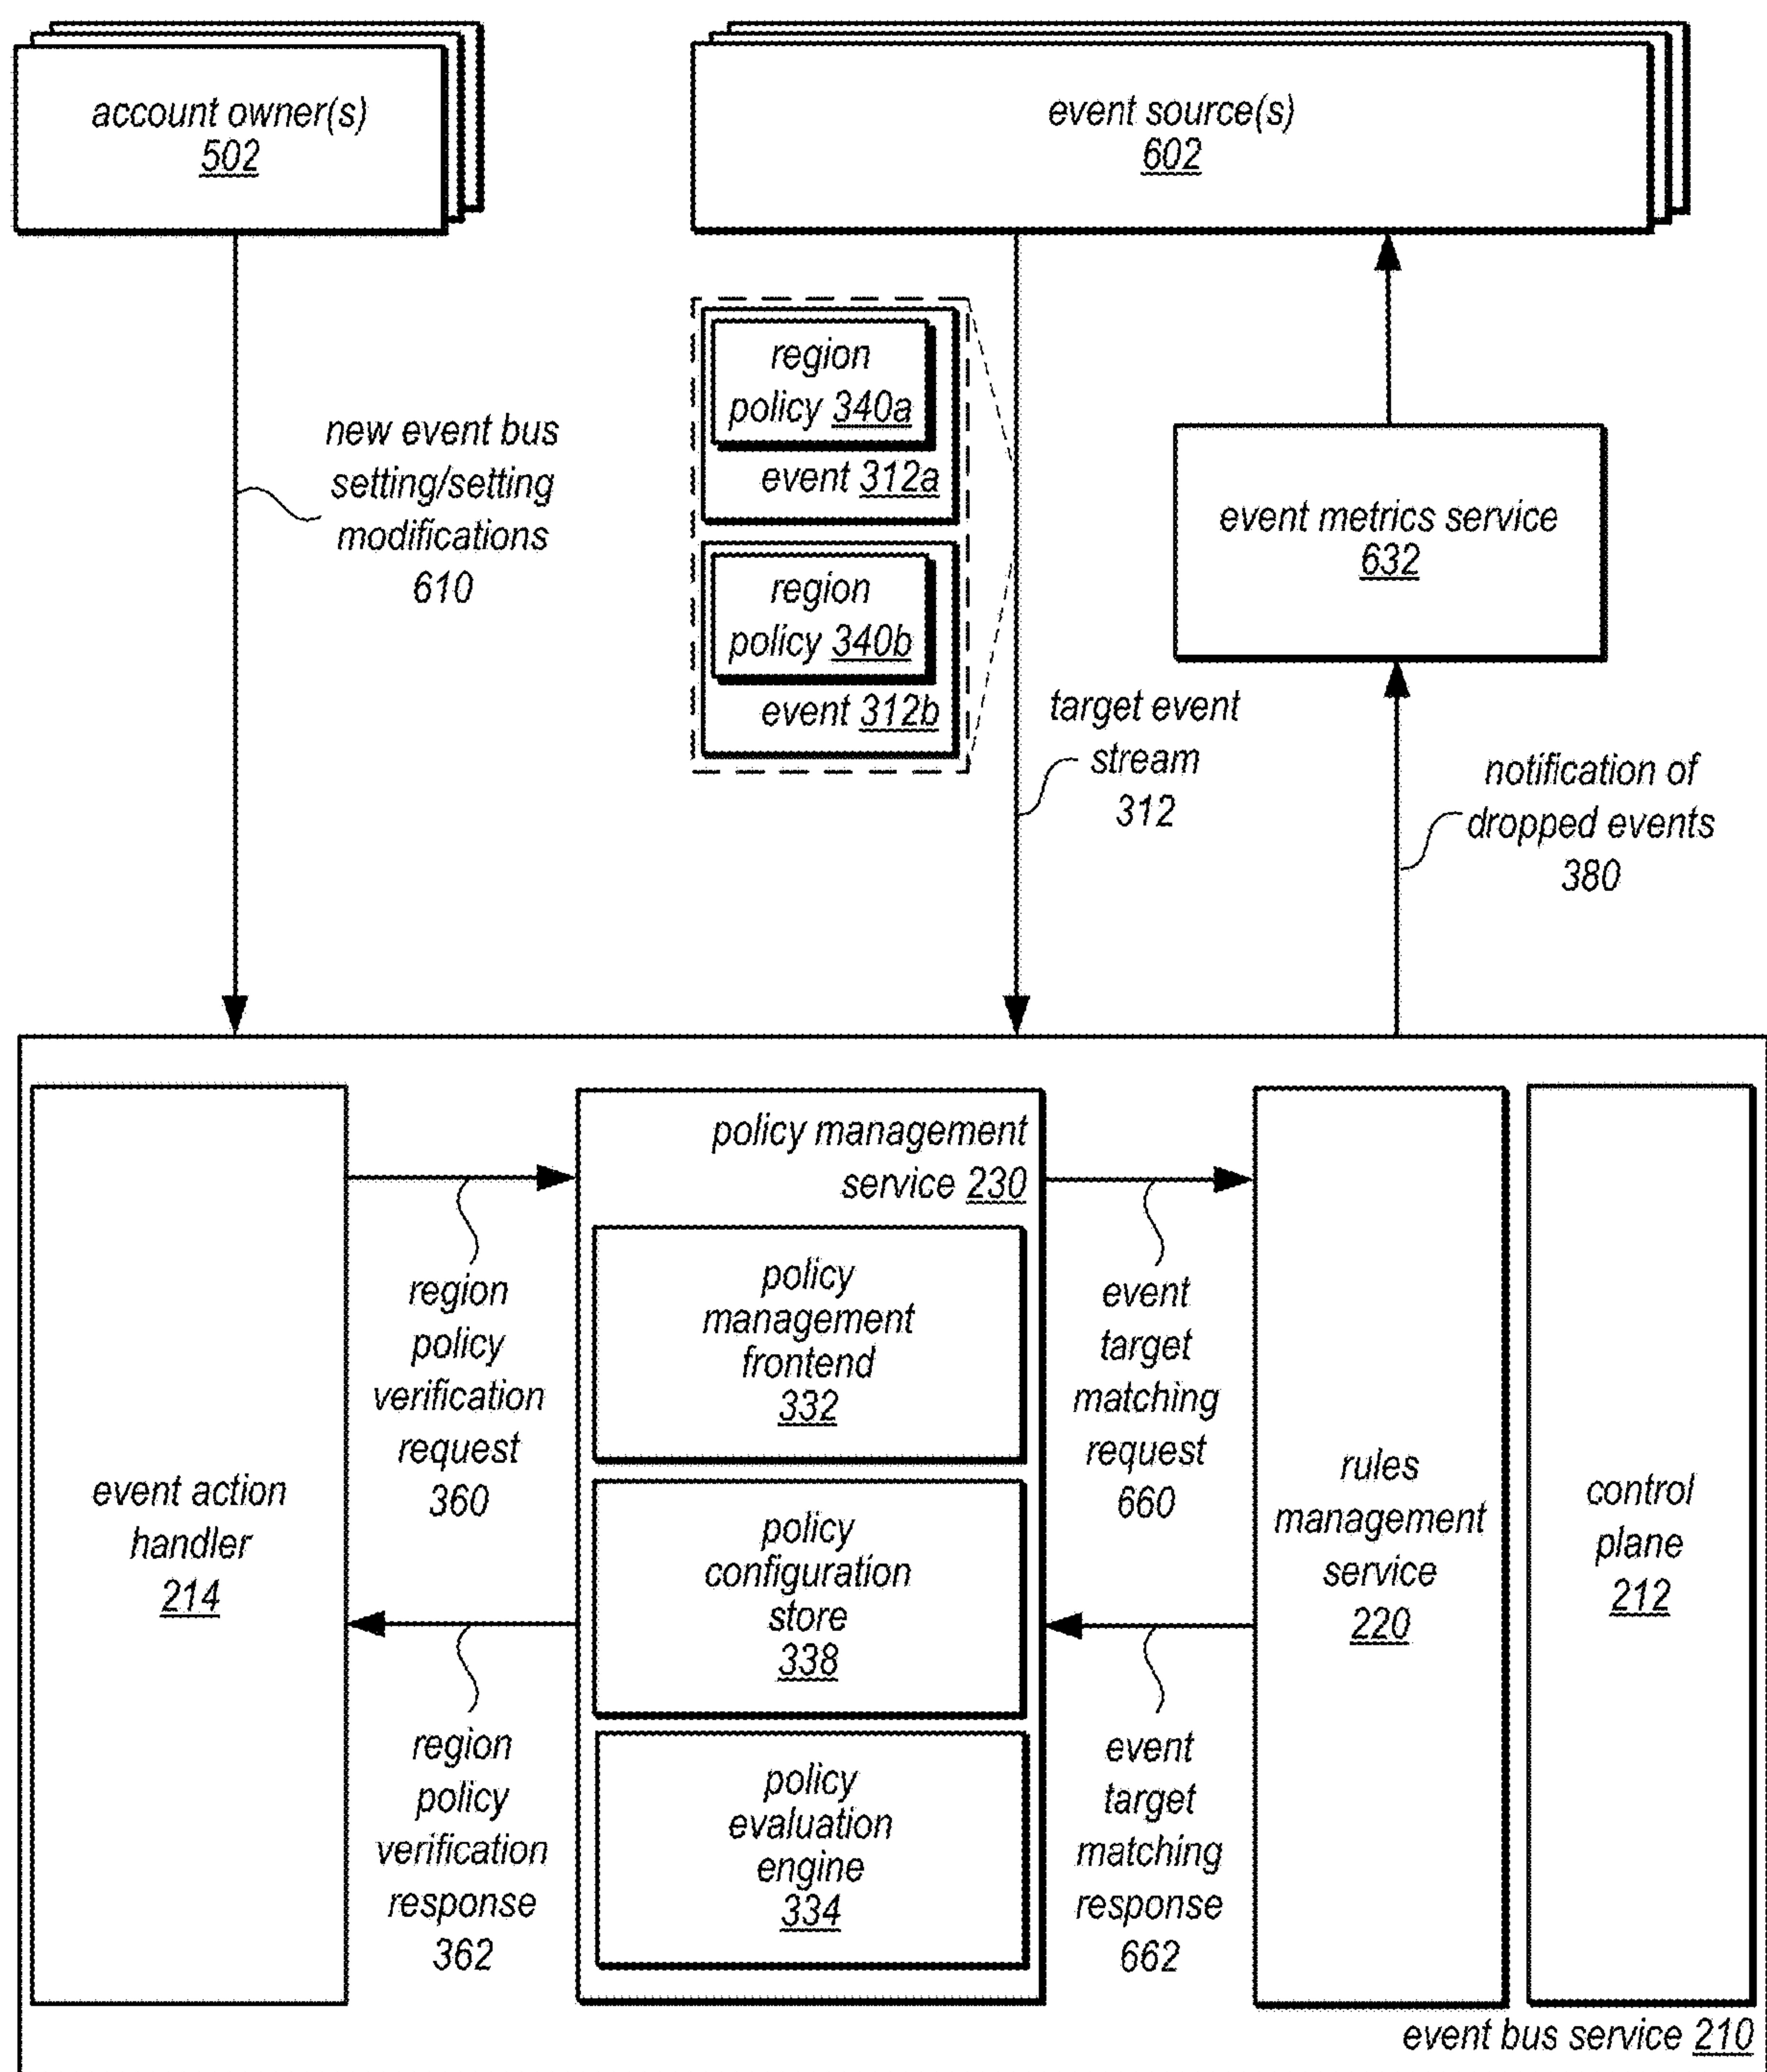 account owner(s)
502
event source(s)
602
region
policy 340a
event 312a
region
policy 340b
event 312b
new event bus
setting/setting
modifications
610
event metrics service
632
target event
stream
312
notification of
dropped events
380
event action
handler
214
region
policy
verification
request
360
region
policy
verification
response
362
policy management
service 230
policy
management
frontend
332
policy
configuration
store
338
policy
evaluation
engine
334
event
target
matching
request
660
event
target
matching
response
662
rules
management
service
220
control
plane
212
event bus service 210